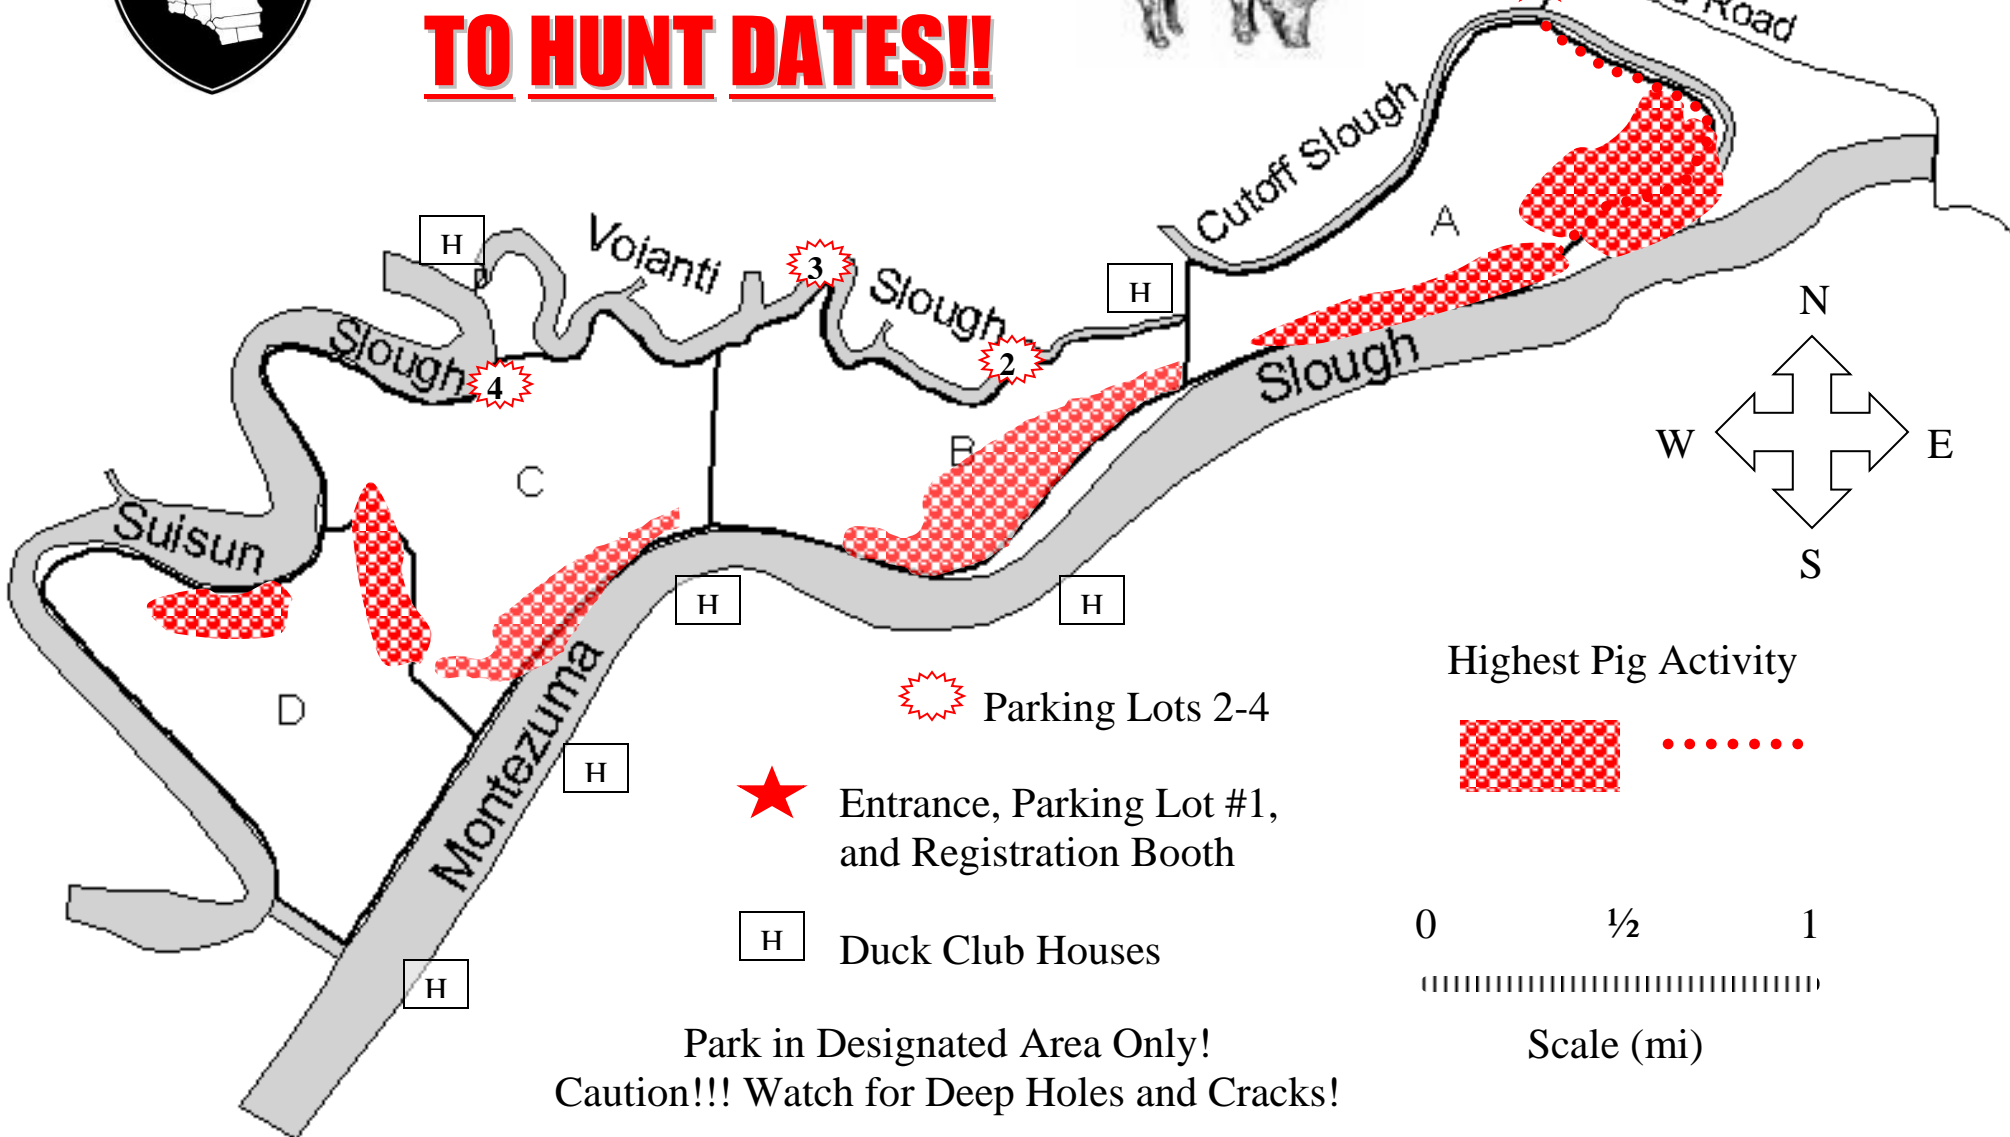 TO HUNT DATES!!
Road
Cutoff Slough
A
H
Voianti
3
Slough
H
2
N
Slough
4
Slough
W
E
B
C
Suisun
S
H
H
Highest Pig Activity
D
Parking Lots 2-4
Montezuma
H
Entrance, Parking Lot #1,
and Registration Booth
0 ½ 1
H
Duck Club Houses
H
Park in Designated Area Only!
Scale (mi)
Caution!!! Watch for Deep Holes and Cracks!